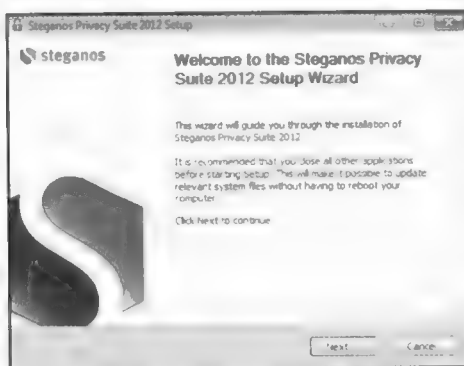 Steganos Privacy Suite 2012 Setup
steganos
Welcome to the Steganos Privacy
Suite 2012 Setup Wizard
This wizard will guide you through the installation of
Steganos Privacy Suite 2012
It is recommended that you close all other applications
before starting Setup. This will make it possible to update
relevant system files without having to reboot your
computer
Click Next to continue
Next
Cancel